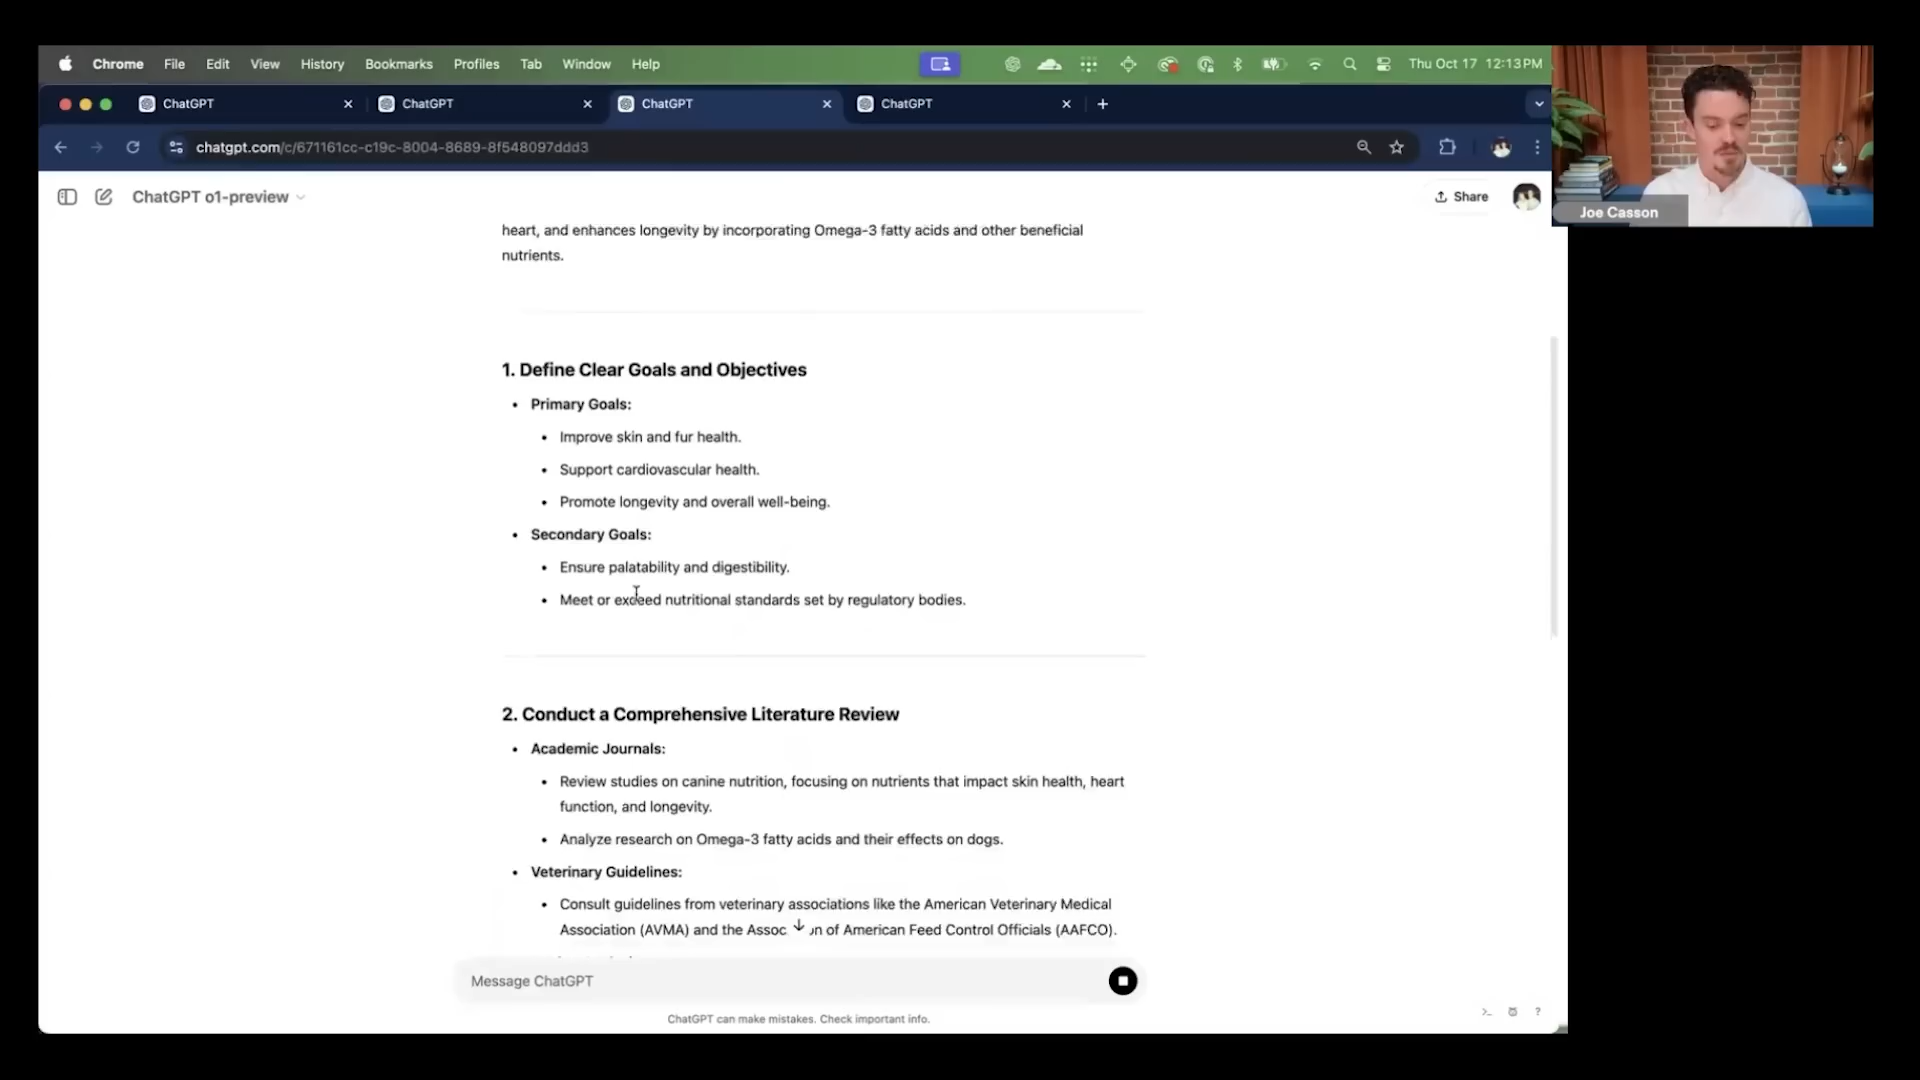 Chrome File Edit View History Bookmarks Profiles Tab Window Help Thu Oct 17 12:13 PM
ChatGPT ChatGPT ChatGPT ChatGPT
chatgpt.com/c/671161cc-c19c-8004-8689-8f548097ddd3
ChatGPT o1-preview Share
Joe Casson
heart, and enhances longevity by incorporating Omega-3 fatty acids and other beneficial
nutrients.
1. Define Clear Goals and Objectives
• Primary Goals:
• Improve skin and fur health.
• Support cardiovascular health.
• Promote longevity and overall well-being.
• Secondary Goals:
• Ensure palatability and digestibility.
• Meet or exceed nutritional standards set by regulatory bodies.
2. Conduct a Comprehensive Literature Review
• Academic Journals:
• Review studies on canine nutrition, focusing on nutrients that impact skin health, heart
function, and longevity.
• Analyze research on Omega-3 fatty acids and their effects on dogs.
• Veterinary Guidelines:
• Consult guidelines from veterinary associations like the American Veterinary Medical
Association (AVMA) and the Assoc on of American Feed Control Officials (AAFCO).
Message ChatGPT
ChatGPT can make mistakes. Check important info.